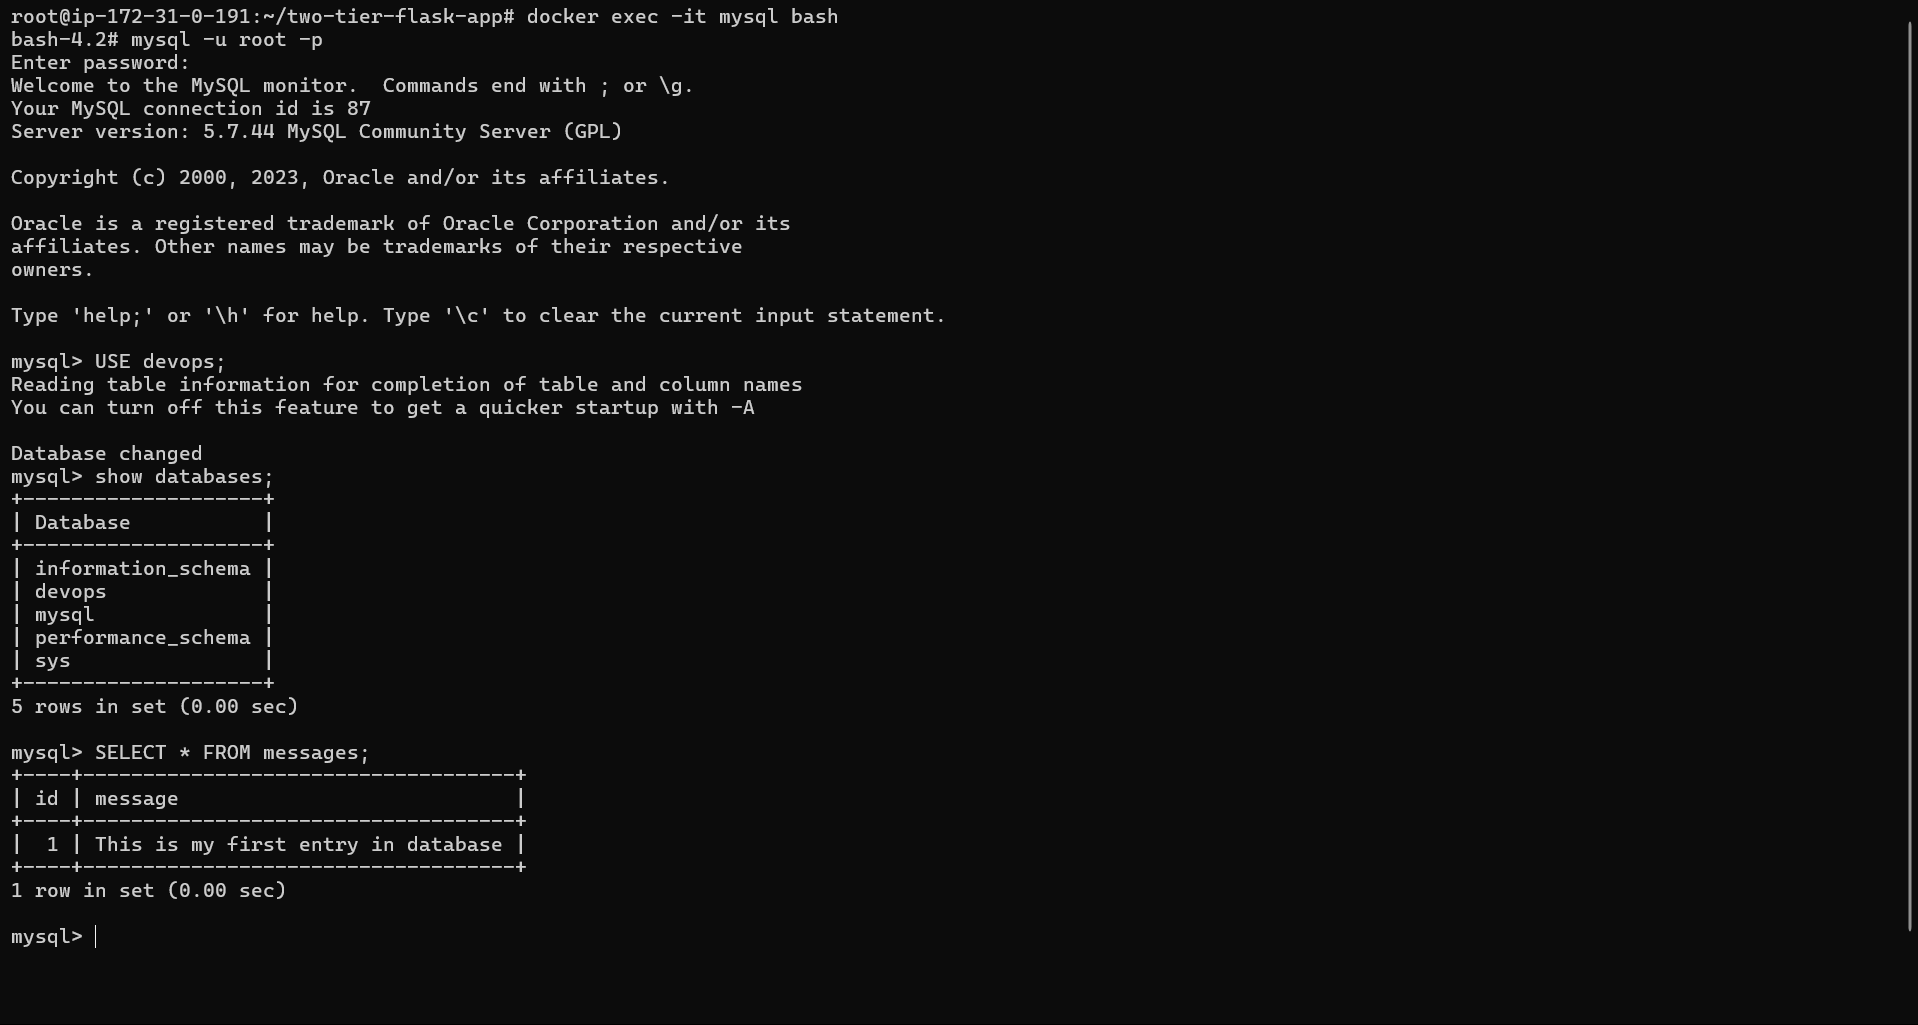 root@ip-172-31-0-191:~/two-tier-flask-app# docker exec -it mysql bash
bash-4.2# mysql -u root -p
Enter password:
Welcome to the MySQL monitor.  Commands end with ; or \g.
Your MySQL connection id is 87
Server version: 5.7.44 MySQL Community Server (GPL)

Copyright (c) 2000, 2023, Oracle and/or its affiliates.

Oracle is a registered trademark of Oracle Corporation and/or its
affiliates. Other names may be trademarks of their respective
owners.

Type 'help;' or '\h' for help. Type '\c' to clear the current input statement.

mysql> USE devops;
Reading table information for completion of table and column names
You can turn off this feature to get a quicker startup with -A

Database changed
mysql> show databases;
+--------------------+
| Database           |
+--------------------+
| information_schema |
| devops             |
| mysql              |
| performance_schema |
| sys                |
+--------------------+
5 rows in set (0.00 sec)

mysql> SELECT * FROM messages;
+----+------------------------------------+
| id | message                            |
+----+------------------------------------+
|  1 | This is my first entry in database |
+----+------------------------------------+
1 row in set (0.00 sec)

mysql>